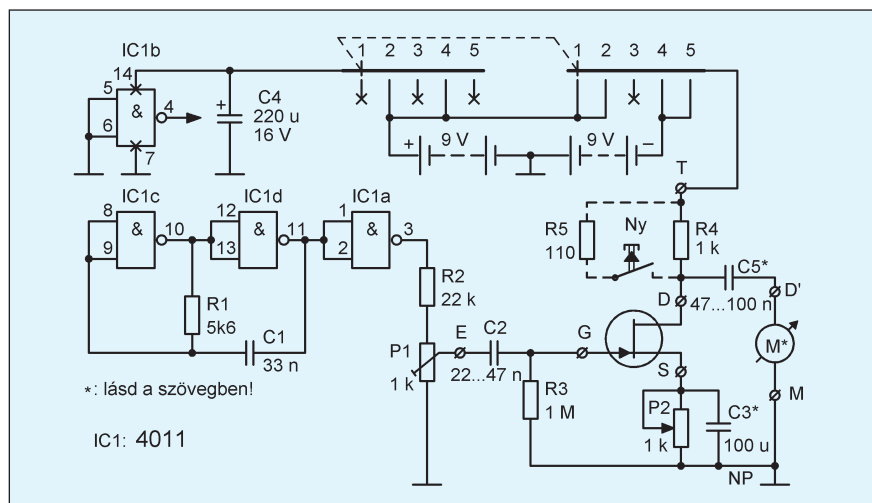 IC1b
1 2 3 4 5
1 2 3 4 5
14
5
6
&
4
7
+
C4
220 u
16 V
+ 9 V
9 V –
T
IC1c
IC1d
IC1a
8
9
&
10
12
13
&
11
1
2
&
3
R5
110
Ny
R4
1 k
C5*
47...100 n
D
D'
R2
22 k
R1
5k6
C1
33 n
P1
1 k
E
C2
22...47 n
G
M*
S
M
R3
1 M
P2
1 k
C3*
100 u
*: lásd a szövegben!
IC1: 4011
NP